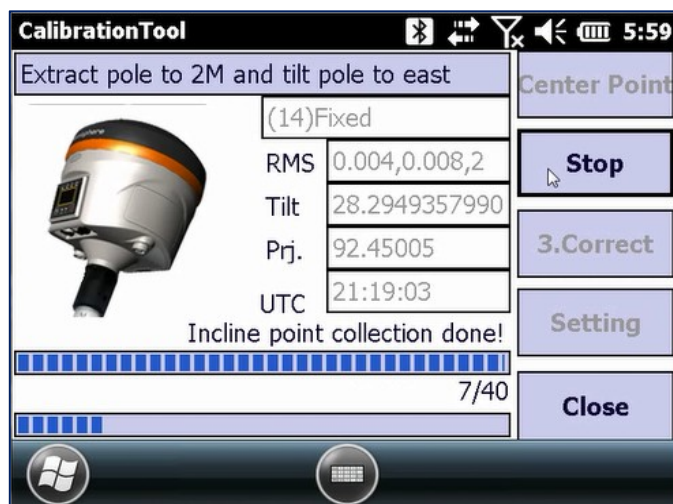 CalibrationTool 5:59
Extract pole to 2M and tilt pole to east
Center Point
(14)Fixed
RMS 0.004,0.008,2
Stop
Tilt 28.2949357990
Prj. 92.45005
3.Correct
UTC 21:19:03
Setting
Incline point collection done!
7/40
Close